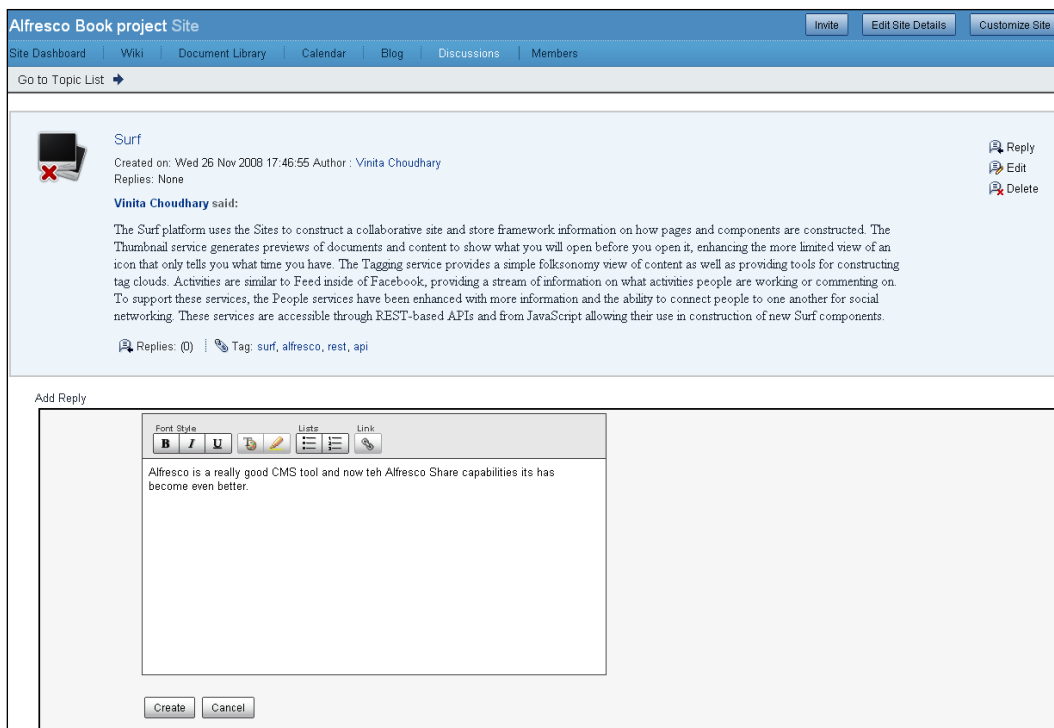 Alfresco Book project Site
Invite
Edit Site Details
Customize Site
Site Dashboard
Wiki
Document Library
Calendar
Blog
Discussions
Members
Go to Topic List
Surf
Created on: Wed 26 Nov 2008 17:46:55 Author : Vinita Choudhary
Replies: None
Vinita Choudhary said:
Reply
Edit
Delete
The Surf platform uses the Sites to construct a collaborative site and store framework information on how pages and components are constructed. The
Thumbnail service generates previews of documents and content to show what you will open before you open it, enhancing the more limited view of an
icon that only tells you what time you have. The Tagging service provides a simple folksonomy view of content as well as providing tools for constructing
tag clouds. Activities are similar to Feed inside of Facebook, providing a stream of information on what activities people are working or commenting on.
To support these services, the People services have been enhanced with more information and the ability to connect people to one another for social
networking. These services are accessible through REST-based APIs and from JavaScript allowing their use in construction of new Surf components.
Replies: (0)
Tag: surf, alfresco, rest, api
Add Reply
Font Style
Lists
Link
B I U
Alfresco is a really good CMS tool and now teh Alfresco Share capabilities its has
become even better.
Create
Cancel